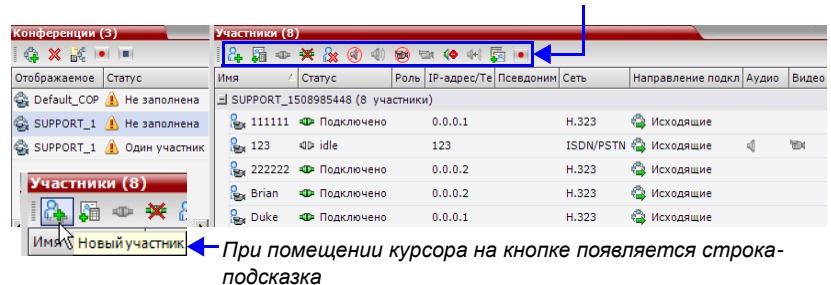 Конференции (3)
Участники (8)
Отображаемое Статус
Имя Статус Роль IP-адрес/Те Псевдоним Сеть Направление подкл Аудио Видео
Default_COP Не заполнена
SUPPORT_1508985448 (8 участники)
SUPPORT_1 Не заполнена
111111 Подключено 0.0.0.1 H.323 Исходящие
SUPPORT_1 Один участник
123 idle 123 ISDN/PSTN Исходящие
222222 Подключено 0.0.0.2 H.323 Исходящие
Brian Подключено 0.0.0.2 H.323 Исходящие
Duke Подключено 0.0.0.1 H.323 Исходящие
Участники (8)
Имя
Новый участник
При помещении курсора на кнопке появляется строка-
подсказка